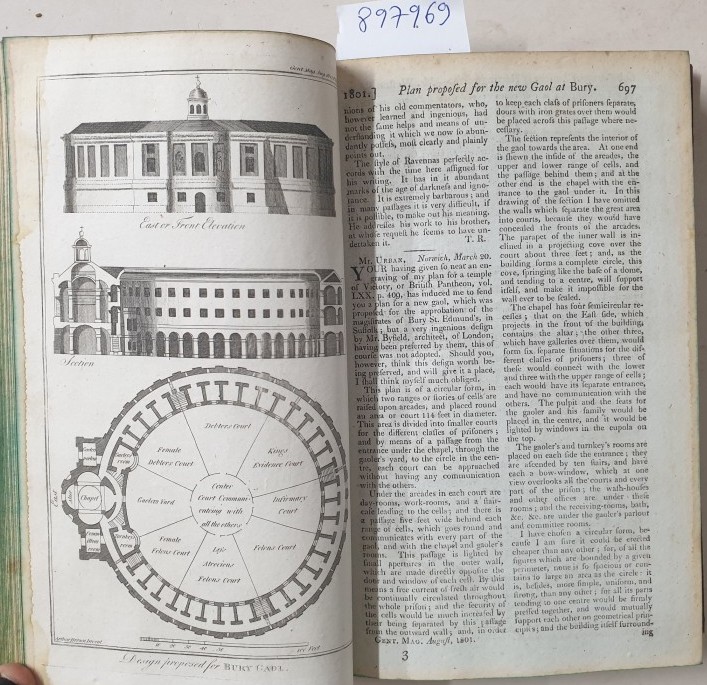 897969
Gent. Mag. Aug.
East or Front Elevation
Section
Debters Court
Female
Debters Court
Kings
Evidence Court
Center
Court Commu-
nicating with
all the others
Gaolers Yard
Infirmary
Court
Female
Felons Court
Less
Atrocious
Felons Court
Felons Court
Chapel
Gaolers
room
Turnkeys
room
East
100 Feet
Design proposed for BURY GAOL.
1801.] Plan proposed for the new Gaol at Bury. 697
nions of his old commentators, who,
however learned and ingenious, had
not the same helps and means of un-
derstanding it which we now so abun-
dantly possess, most clearly and plainly
points out.
The style of Ravennas perfectly ac-
cords with the time here assigned for
his writing. It has in it abundant
marks of the age of darkness and igno-
rance. It is extremely barbarous; and
in many passages it is very difficult, if
it is possible, to make out his meaning.
He addresses his work to his brother,
at whose request he seems to have un-
dertaken it. T. R.
Mr. URBAN, Norwich, March 20.
YOUR having given so neat an en-
graving of my plan for a temple
of Victory, or British Pantheon, vol.
LXX. p. 409, has induced me to send
you a plan for a new gaol, which was
proposed for the approbation of the
magistrates of Bury St. Edmund's, in
Suffolk; but a very ingenious design
by Mr. Byfield, architect, of London,
having been preferred by them, this of
course was not adopted. Should you,
however, think this design worth be-
ing preserved, and will give it a place,
I shall think myself much obliged.
This plan is of a circular form, in
which two ranges or stories of cells are
raised upon arcades, and placed round
an area or court 114 feet in diameter.
This area is divided into smaller courts
for the different classes of prisoners;
and by means of a passage from the
entrance under the chapel, through the
gaoler's yard, to the circle in the cen-
tre, each court can be approached
without having any communication
with the others.
Under the arcades in each court are
day-rooms, work-rooms, and a stair-
case leading to the cells; and there is
a passage five feet wide behind each
range of cells, which goes round and
communicates with every part of the
gaol, and with the chapel and gaoler's
rooms. This passage is lighted by
small apertures in the outer wall,
which are made directly opposite the
door and window of each cell. By this
means a free current of fresh air would
be continually circulated throughout
the whole prison; and the security of
the cells would be much increased by
their being separated by this passage
from the outward wall; and, in order
GENT. MAG. August, 1801.
3
to keep each class of prisoners separate,
doors with iron grates over them would
be placed across this passage where ne-
cessary.
The section represents the interior of
the gaol towards the area. At one end
is shewn the inside of the arcades, the
upper and lower range of cells, and
the passage behind them; and at the
other end is the chapel with the en-
trance to the gaol under it. In this
drawing of the section I have omitted
the walls which separate the great area
into courts, because they would have
concealed the fronts of the arcades.
The parapet of the inner wall is in-
clined in a projecting cove over the
court about three feet; and, as the
building forms a complete circle, this
cove, springing like the base of a dome,
and tending to a centre, will support
itself, and make it impossible for the
wall ever to be scaled.
The chapel has four semicircular re-
cesses; that on the East side, which
projects in the front of the building,
contains the altar; the other three,
which have galleries over them, would
form six separate situations for the dif-
ferent classes of prisoners; three of
these would connect with the lower
and three with the upper range of cells;
each would have its separate entrance,
and have no communication with the
others. The pulpit and the seats for
the gaoler and his family would be
placed in the centre, and it would be
lighted by windows in the cupola on
the top.
The gaoler's and turnkey's rooms are
placed on each side the entrance; they
are ascended by ten stairs, and have
each a bow-window, which at one
view overlooks all the courts and every
part of the prison; the wash-houses
and other offices are under these
rooms; and the receiving-rooms, bath,
&c. &c. are under the gaoler's parlour
and committee rooms.
I have chosen a circular form, be-
cause I am sure it could be erected
cheaper than any other; for, of all the
figures which are bounded by a given
perimeter, none is so spacious or con-
tains so large an area as the circle: it
is, besides, more simple, uniform, and
strong, than any other; for all its parts
tending to one centre would be firmly
pressed together, and would mutually
support each other on geometrical prin-
ciples; and the building itself surround-
ing